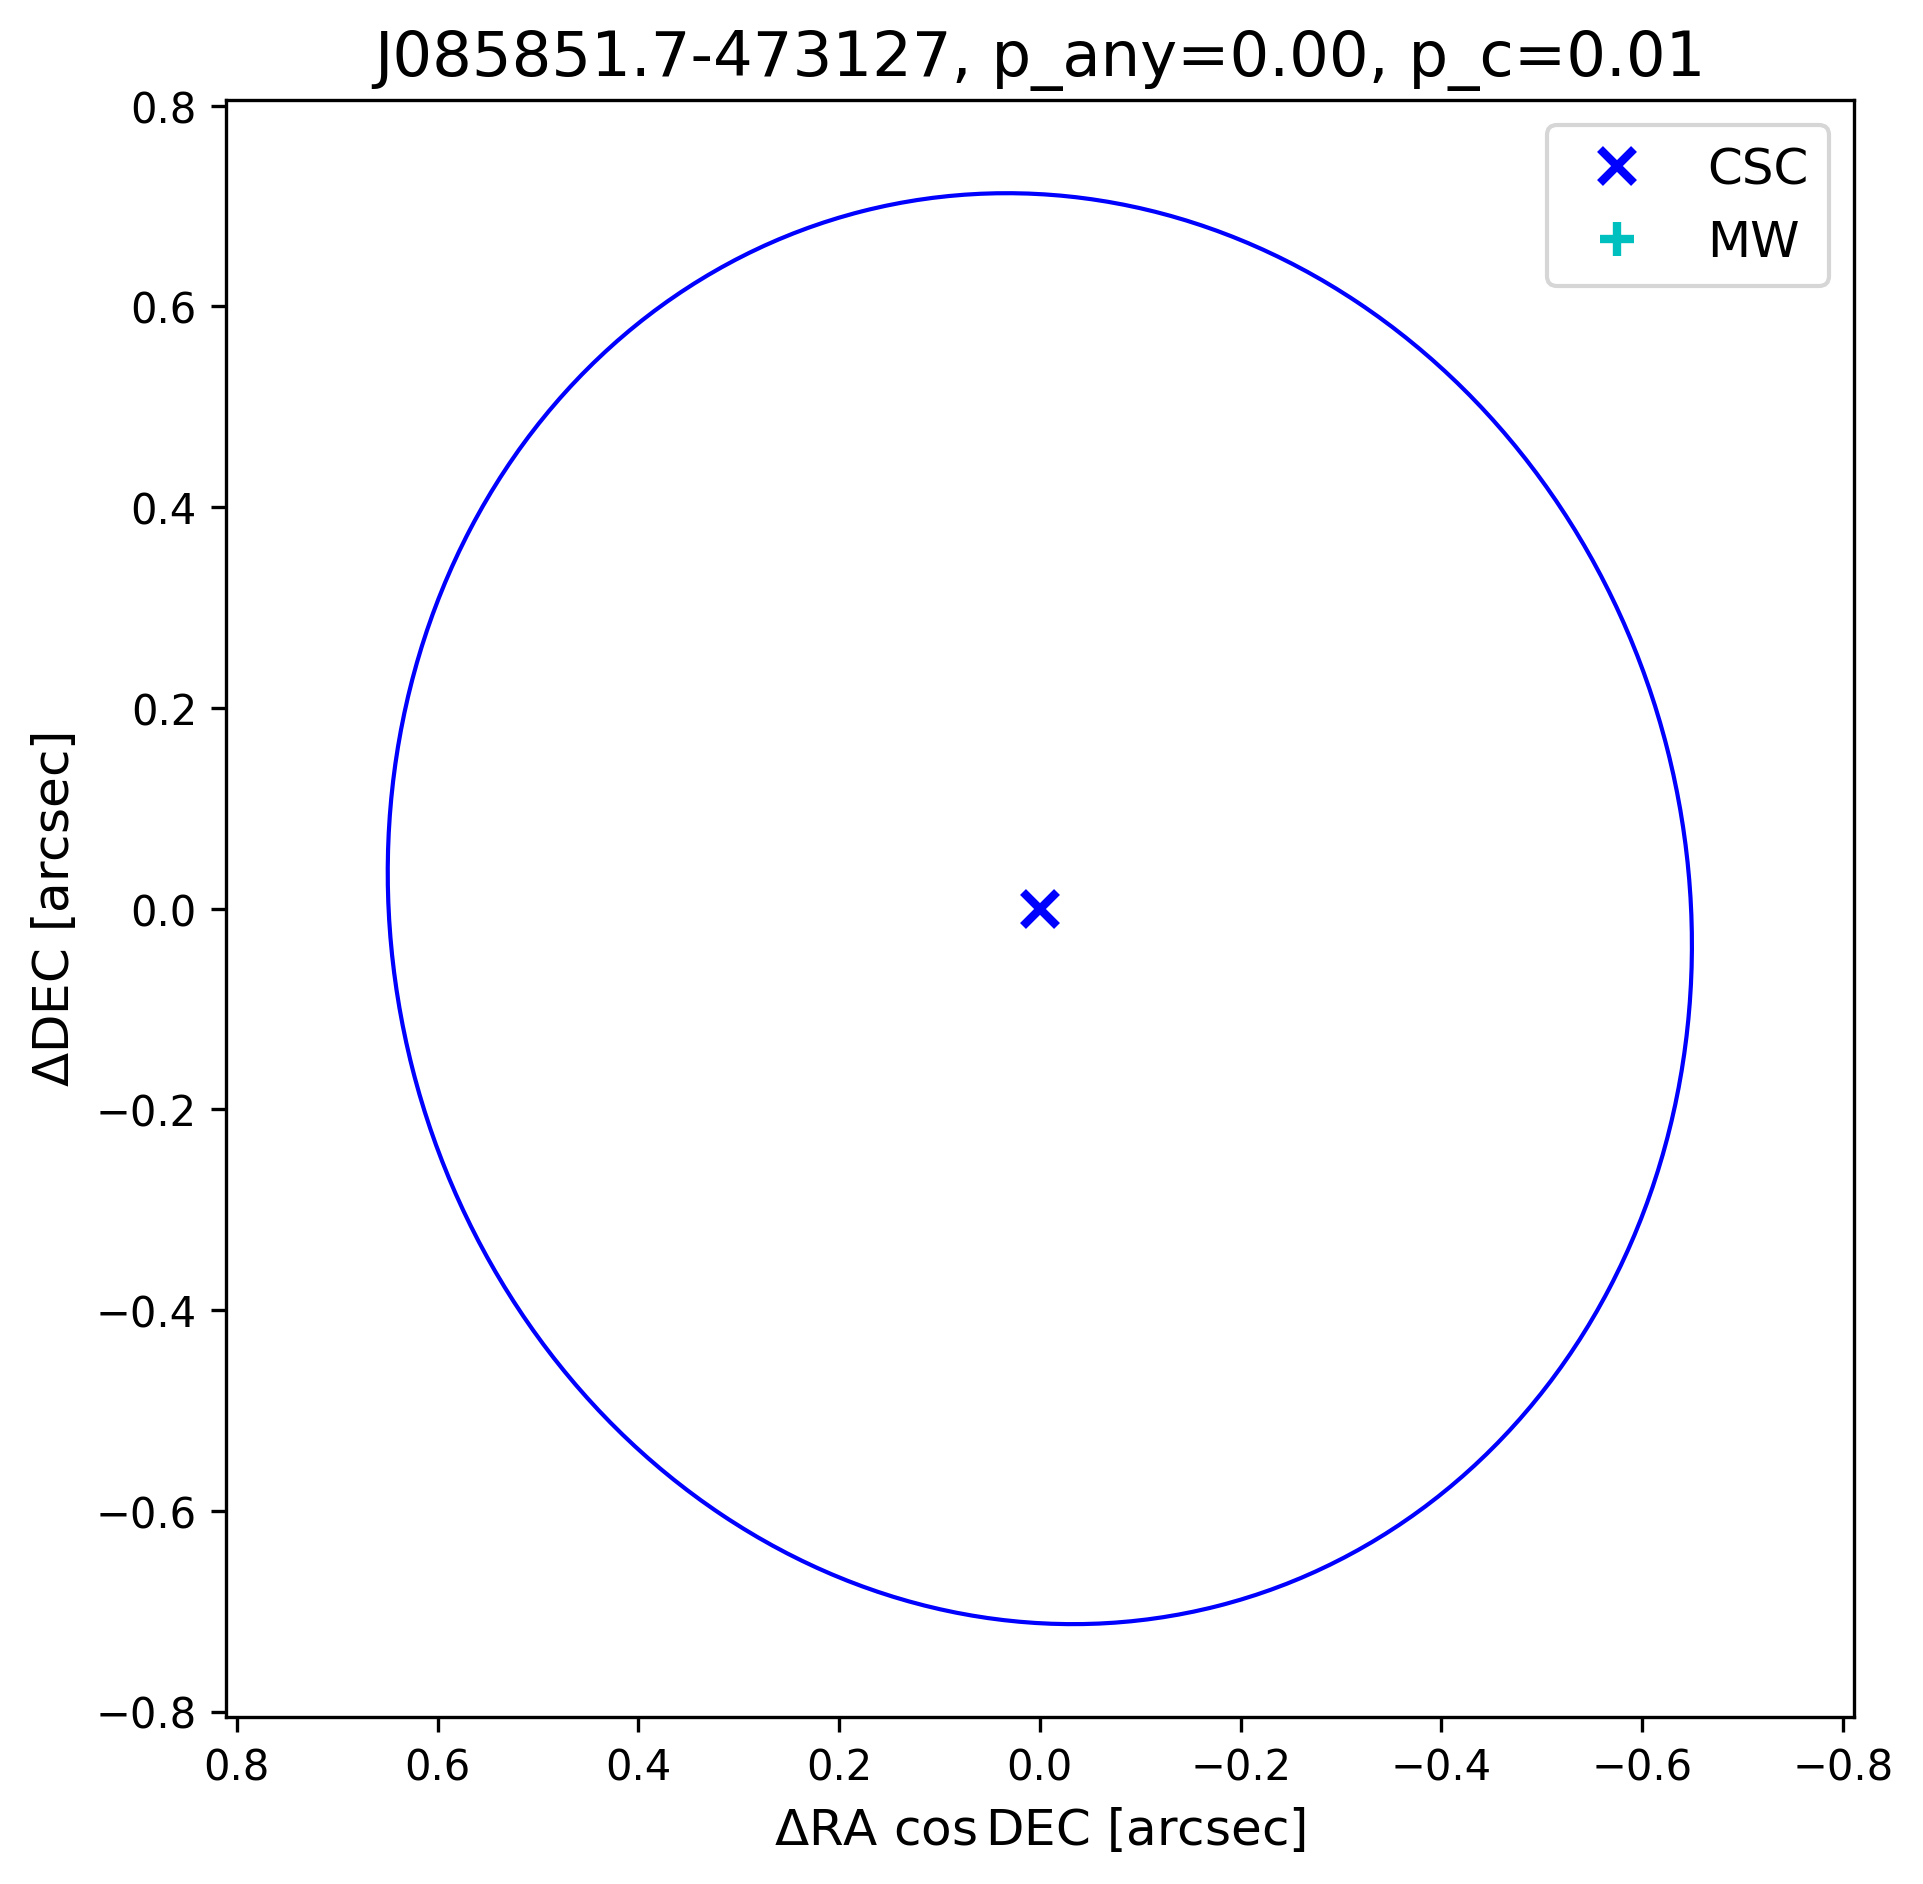 J085851.7-473127, p_any=0.00, p_c=0.01
CSC
MW
0.8
0.6
0.4
0.2
0.0
−0.2
−0.4
−0.6
−0.8
ΔDEC [arcsec]
0.8 0.6 0.4 0.2 0.0 −0.2 −0.4 −0.6 −0.8
ΔRA cos DEC [arcsec]